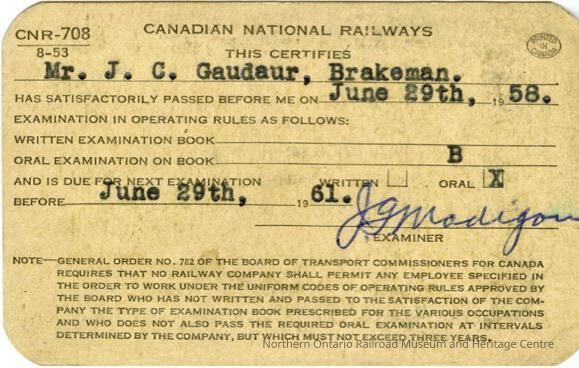 CNR-708
8-53
CANADIAN NATIONAL RAILWAYS
PRINTED IN CANADA
THIS CERTIFIES
Mr. J. C. Gaudaur, Brakeman.
HAS SATISFACTORILY PASSED BEFORE ME ON June 29th, 1958.
EXAMINATION IN OPERATING RULES AS FOLLOWS:
WRITTEN EXAMINATION BOOK
ORAL EXAMINATION ON BOOK B
AND IS DUE FOR NEXT EXAMINATION WRITTEN ORAL X
BEFORE June 29th, 1961.
J G Madigan
EXAMINER
NOTE—GENERAL ORDER NO. 782 OF THE BOARD OF TRANSPORT COMMISSIONERS FOR CANADA
REQUIRES THAT NO RAILWAY COMPANY SHALL PERMIT ANY EMPLOYEE SPECIFIED IN
THE ORDER TO WORK UNDER THE UNIFORM CODES OF OPERATING RULES APPROVED BY
THE BOARD WHO HAS NOT WRITTEN AND PASSED TO THE SATISFACTION OF THE COM-
PANY THE TYPE OF EXAMINATION BOOK PRESCRIBED FOR THE VARIOUS OCCUPATIONS
AND WHO DOES NOT ALSO PASS THE REQUIRED ORAL EXAMINATION AT INTERVALS
DETERMINED BY THE COMPANY, BUT WHICH MUST NOT EXCEED THREE YEARS.
Northern Ontario Railroad Museum and Heritage Centre